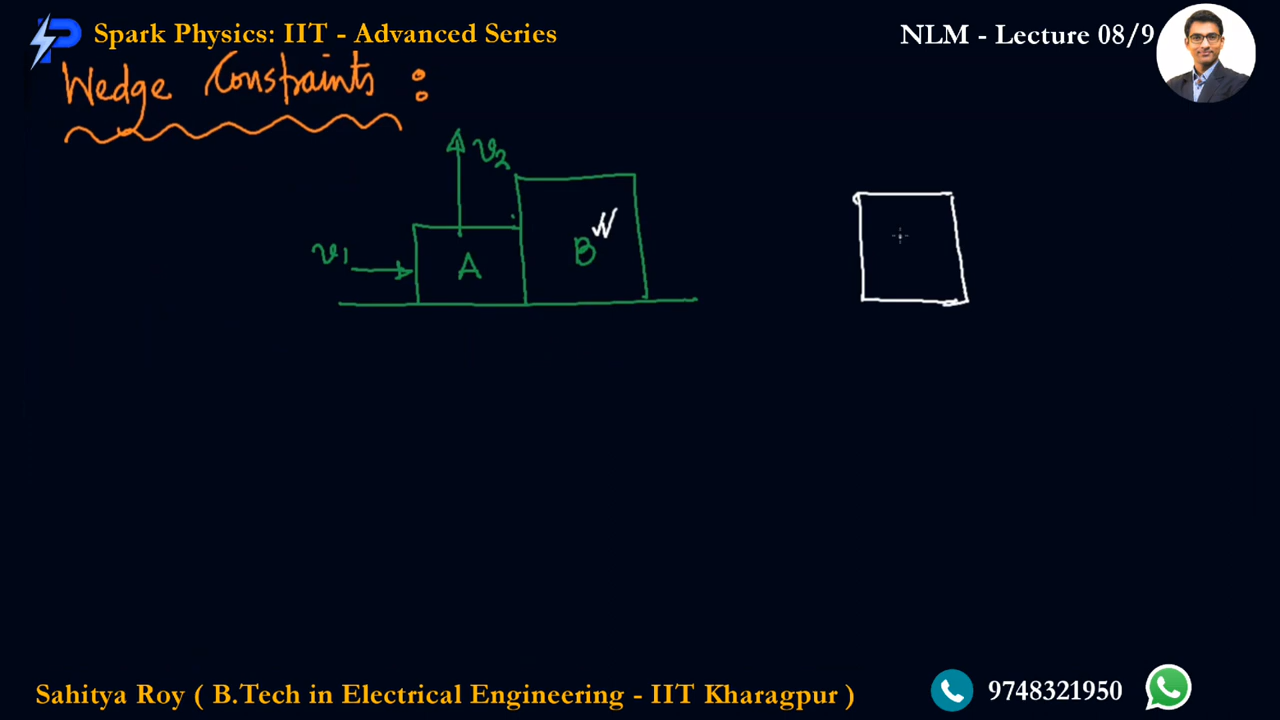 Spark Physics: IIT - Advanced Series
NLM - Lecture 08/9
Wedge Constraints :
v2
v1
A
B
Sahitya Roy ( B.Tech in Electrical Engineering - IIT Kharagpur )
9748321950